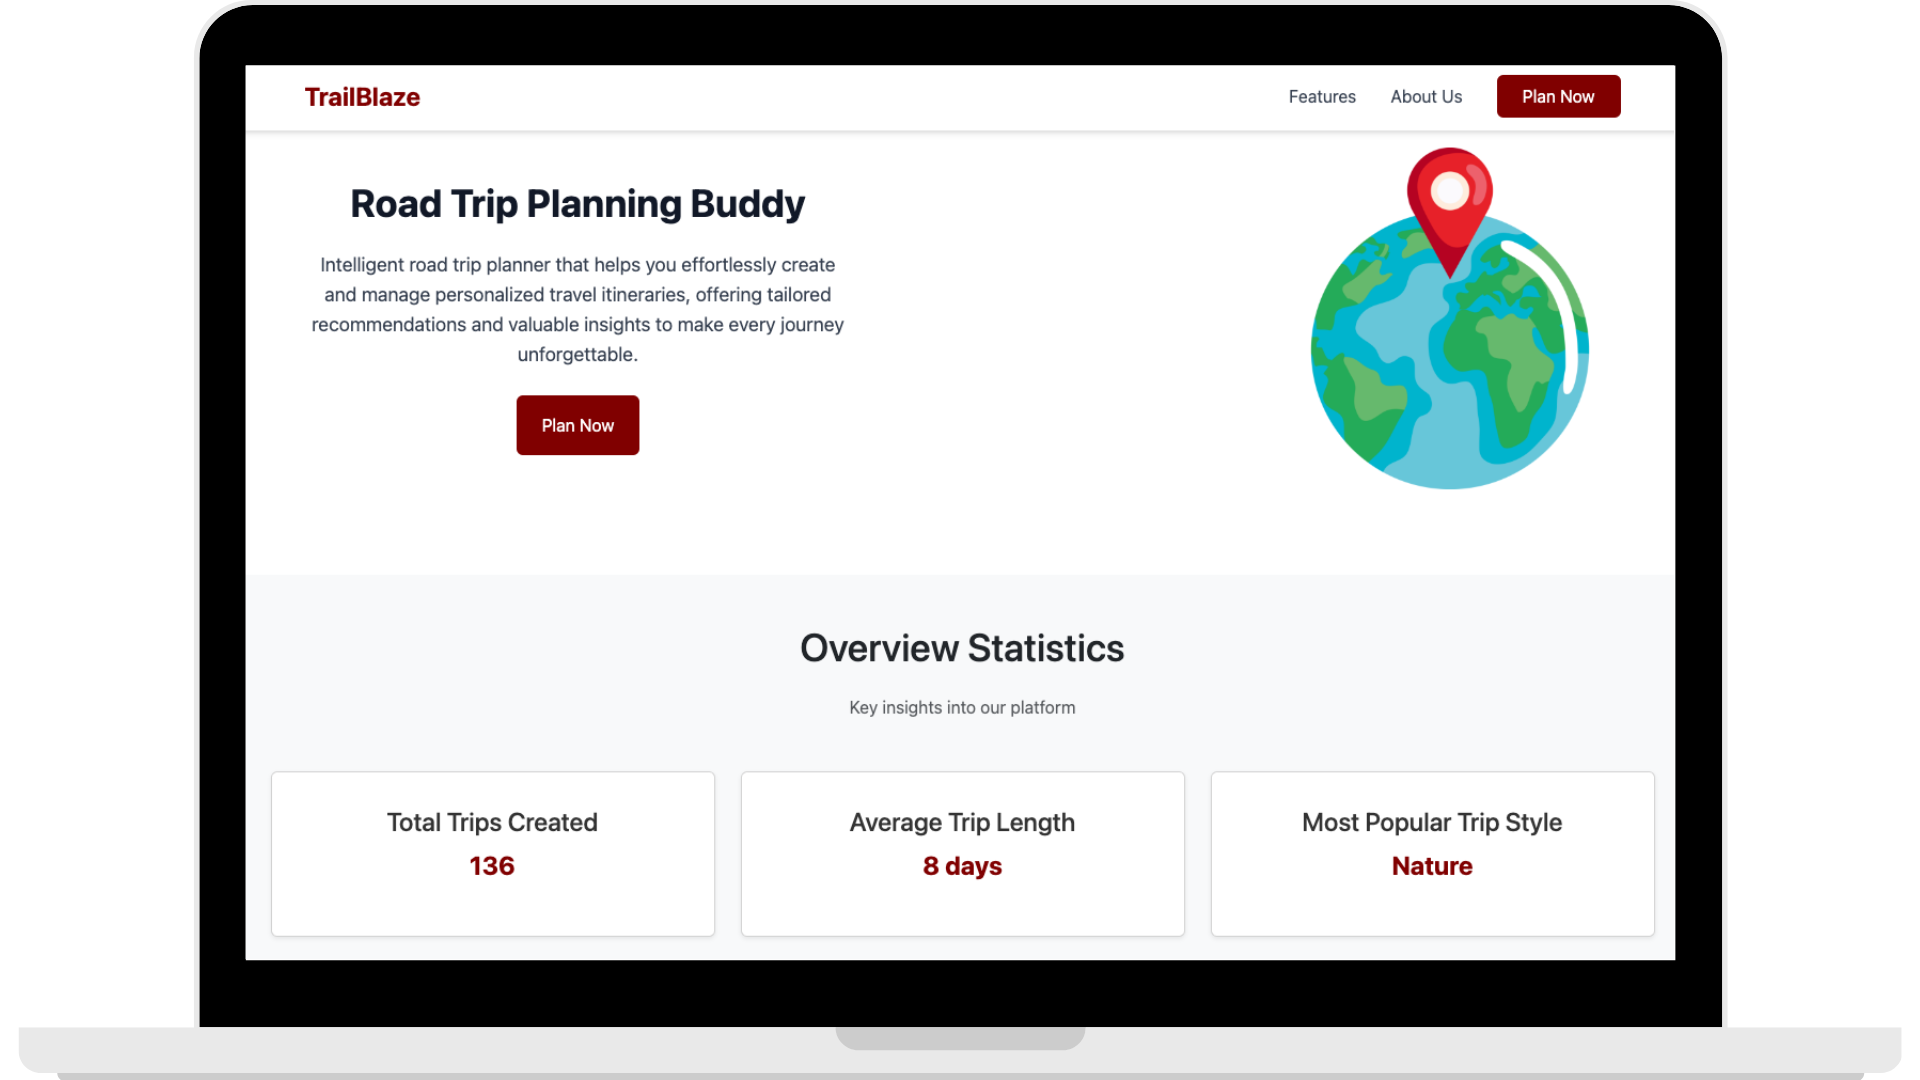 TrailBlaze
Features
About Us
Plan Now
Road Trip Planning Buddy
Intelligent road trip planner that helps you effortlessly create
and manage personalized travel itineraries, offering tailored
recommendations and valuable insights to make every journey
unforgettable.
Plan Now
Overview Statistics
Key insights into our platform
Total Trips Created
136
Average Trip Length
8 days
Most Popular Trip Style
Nature